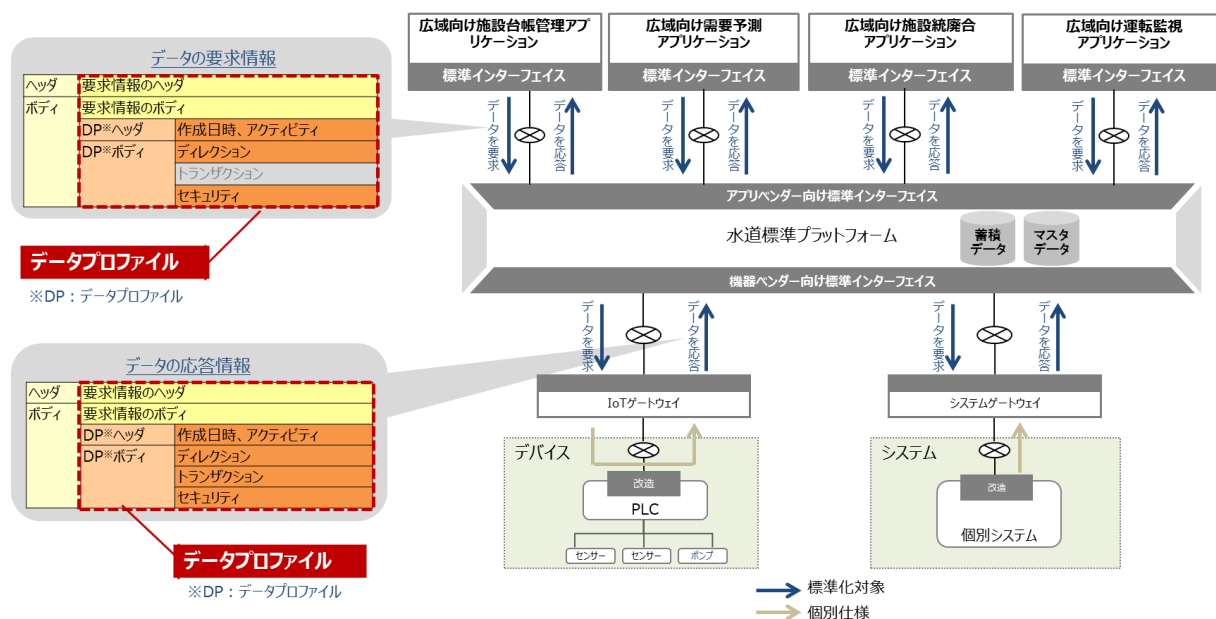 データの要求情報
ヘッダ 要求情報のヘッダ
ボディ 要求情報のボディ
DP※ヘッダ 作成日時、アクティビティ
DP※ボディ ディレクション
トランザクション
セキュリティ
データプロファイル
※DP：データプロファイル
データの応答情報
ヘッダ 要求情報のヘッダ
ボディ 要求情報のボディ
DP※ヘッダ 作成日時、アクティビティ
DP※ボディ ディレクション
トランザクション
セキュリティ
データプロファイル
※DP：データプロファイル
広域向け施設台帳管理アプ
リケーション
標準インターフェイス
広域向け需要予測
アプリケーション
標準インターフェイス
広域向け施設統廃合
アプリケーション
標準インターフェイス
広域向け運転監視
アプリケーション
標準インターフェイス
データを要求
データを応答
データを要求
データを応答
データを要求
データを応答
データを要求
データを応答
アプリベンダー向け標準インターフェイス
水道標準プラットフォーム
蓄積
データ
マスタ
データ
機器ベンダー向け標準インターフェイス
データを要求
データを応答
データを要求
データを応答
IoTゲートウェイ
システムゲートウェイ
デバイス
改造
PLC
センサー
センサー
ポンプ
システム
改造
個別システム
標準化対象
個別仕様